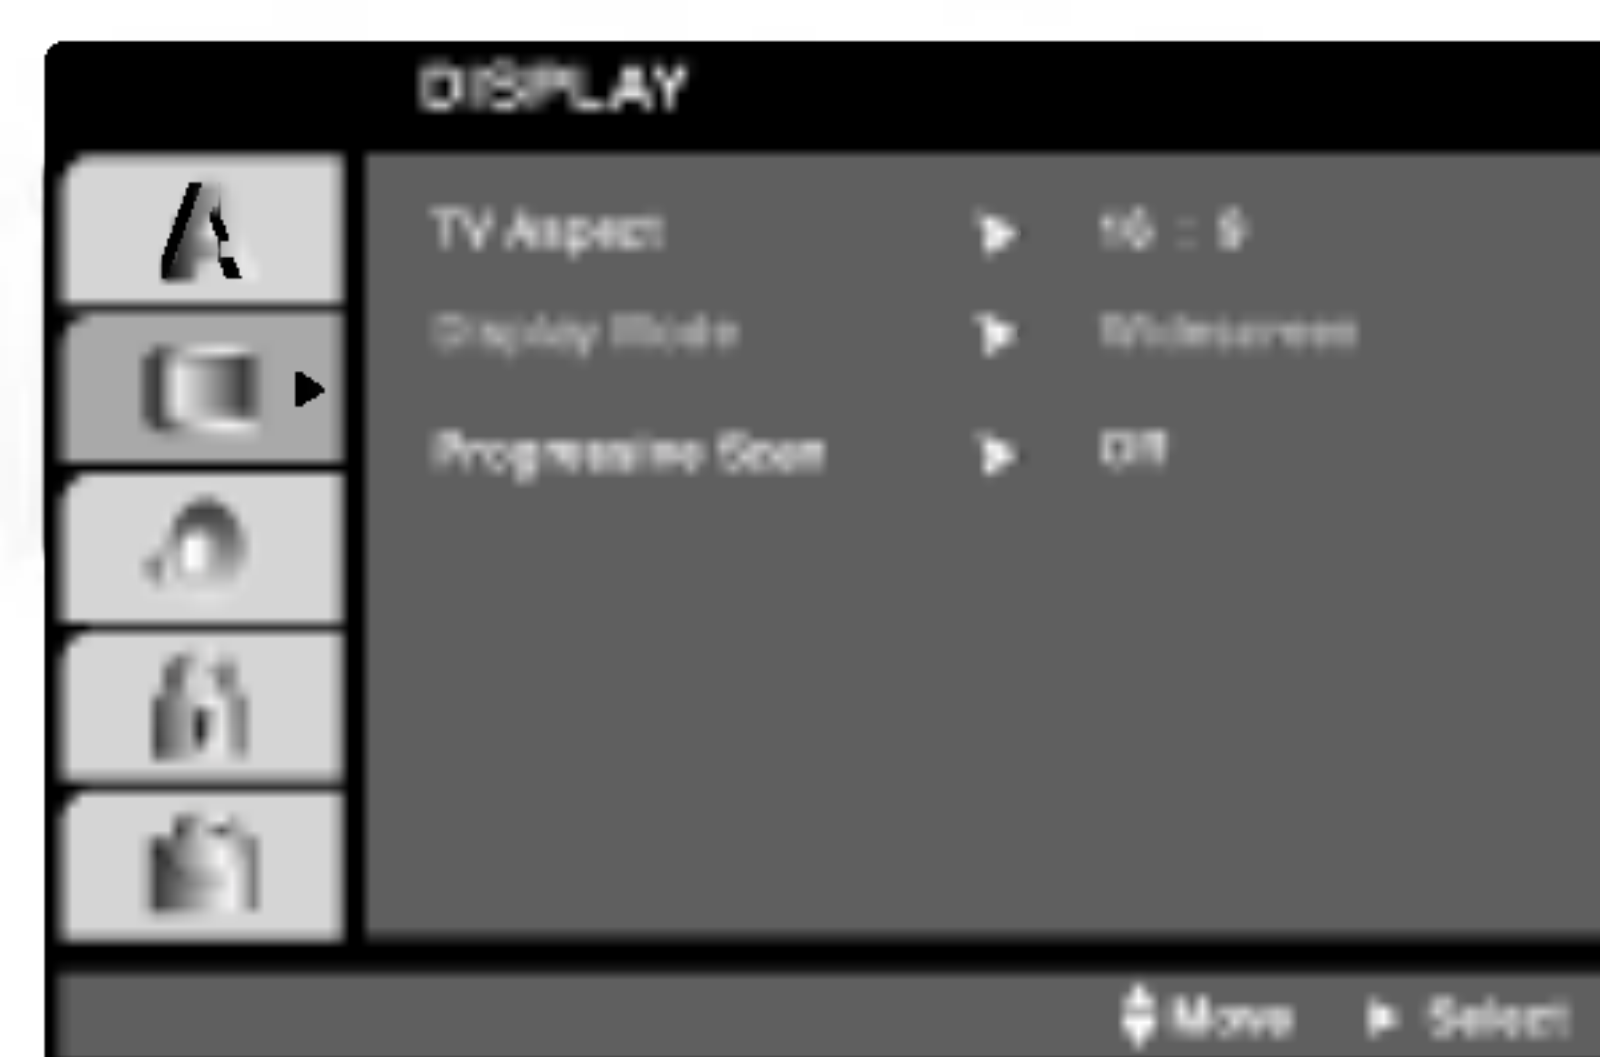 DISPLAY
TV Aspect ► 16 : 9
Display Mode ► Widescreen
Progressive Scan ► Off
Move ► Select